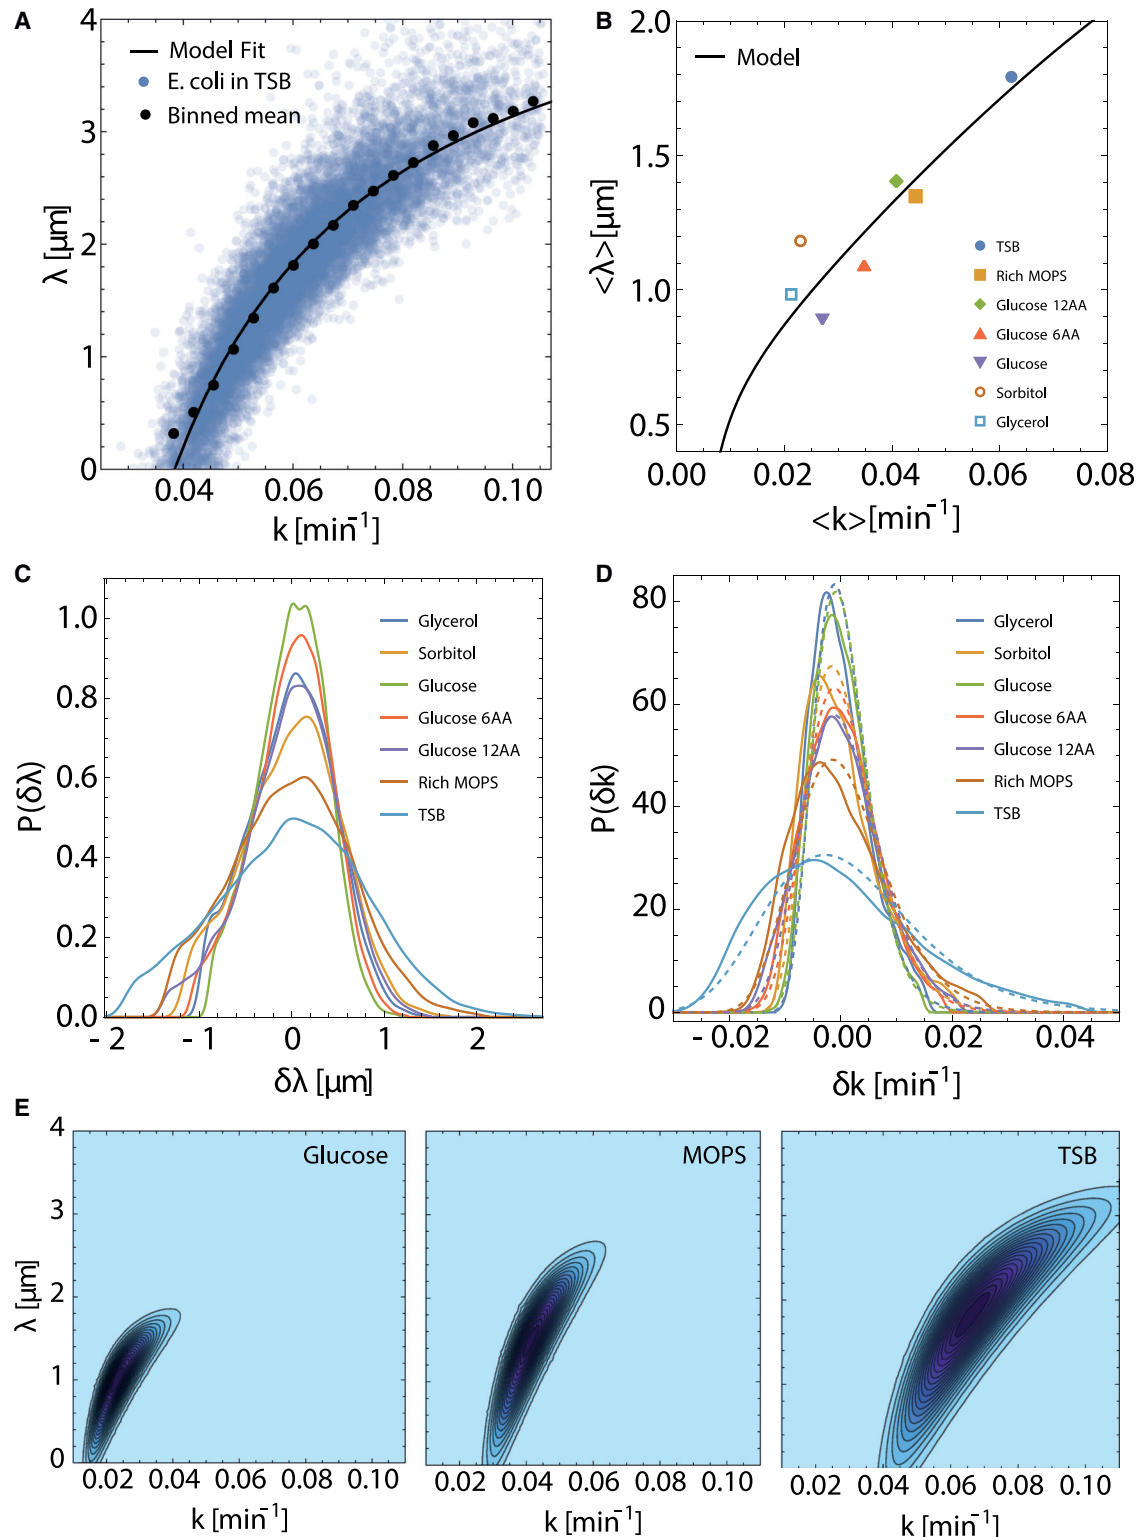 A
4
3
2
1
0
λ [μm]
Model Fit
E. coli in TSB
Binned mean
0.04 0.06 0.08 0.10
k [min⁻¹]
B
2.0
1.5
1.0
0.5
<λ>[μm]
Model
TSB
Rich MOPS
Glucose 12AA
Glucose 6AA
Glucose
Sorbitol
Glycerol
0.00 0.02 0.04 0.06 0.08
<k>[min⁻¹]
C
1.0
0.8
0.6
0.4
0.2
0.0
P(δλ)
Glycerol
Sorbitol
Glucose
Glucose 6AA
Glucose 12AA
Rich MOPS
TSB
-2 -1 0 1 2
δλ [μm]
D
80
60
40
20
0
P(δk)
Glycerol
Sorbitol
Glucose
Glucose 6AA
Glucose 12AA
Rich MOPS
TSB
-0.02 0.00 0.02 0.04
δk [min⁻¹]
E
4
3
2
1
0
λ [μm]
Glucose
0.02 0.04 0.06 0.08 0.10
k [min⁻¹]
MOPS
0.02 0.04 0.06 0.08 0.10
k [min⁻¹]
TSB
0.02 0.04 0.06 0.08 0.10
k [min⁻¹]